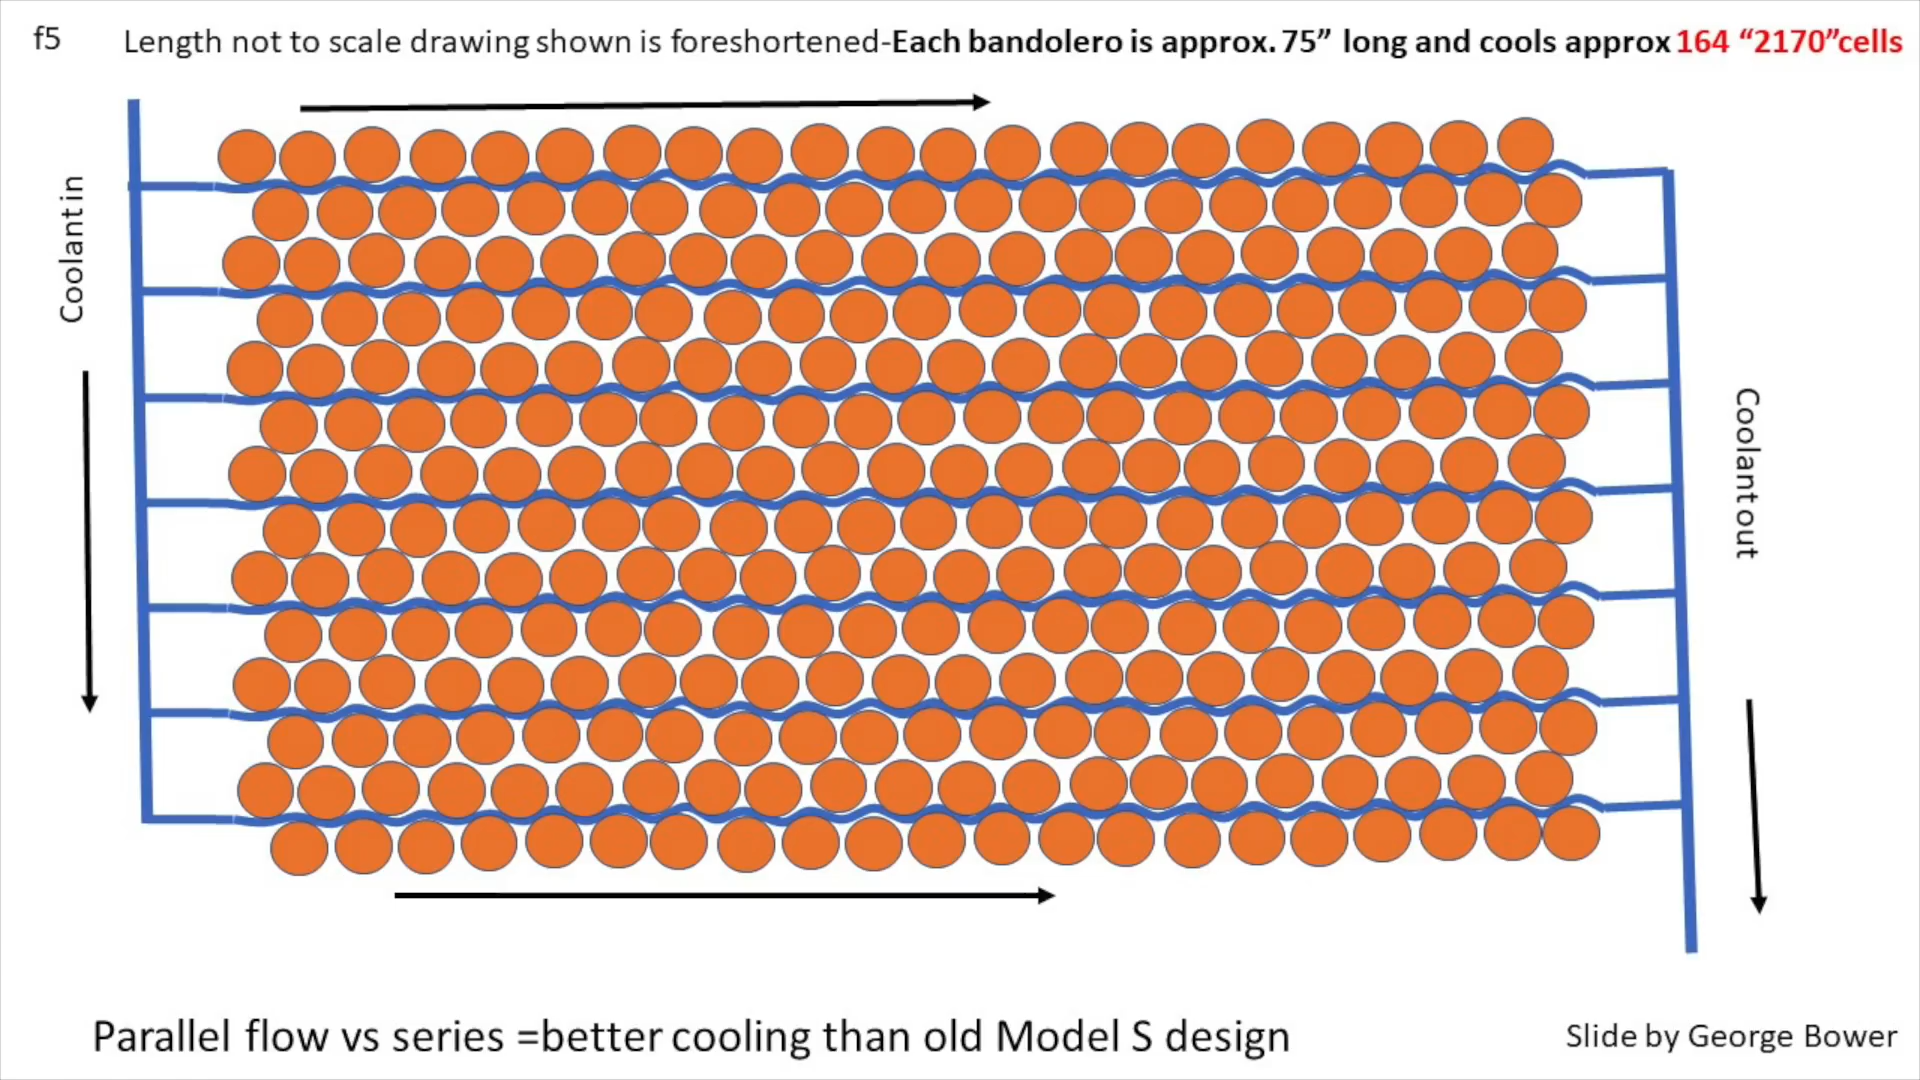 f5 Length not to scale drawing shown is foreshortened-Each bandolero is approx. 75” long and cools approx 164 “2170”cells
Coolant in
Coolant out
Parallel flow vs series =better cooling than old Model S design
Slide by George Bower